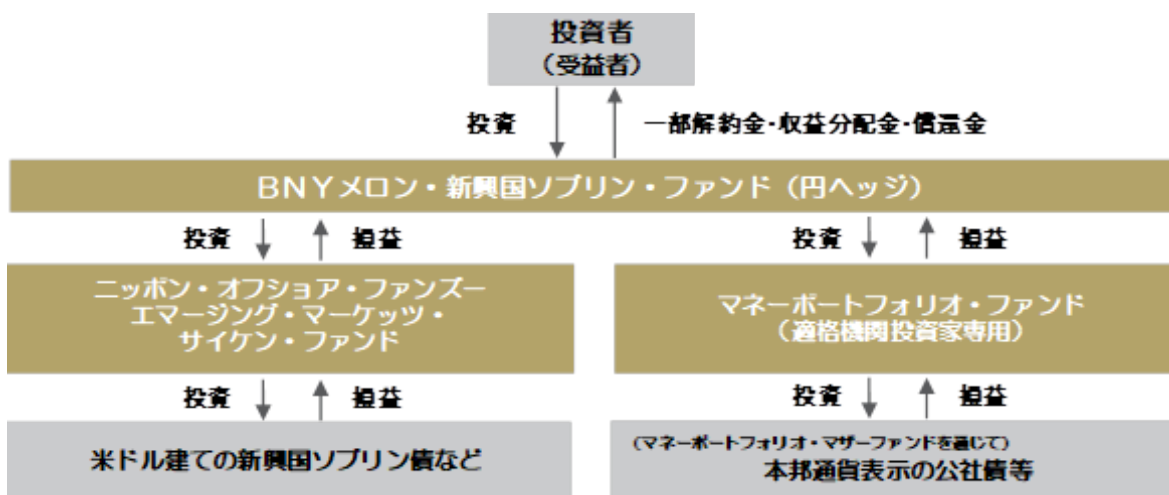 投資者
（受益者）
投資
一部解約金・収益分配金・償還金
BNYメロン・新興国ソブリン・ファンド（円ヘッジ）
投資
損益
投資
損益
ニッポン・オフショア・ファンズー
エマージング・マーケッツ・
サイケン・ファンド
マネーポートフォリオ・ファンド
（適格機関投資家専用）
投資
損益
投資
損益
米ドル建ての新興国ソブリン債など
（マネーポートフォリオ・マザーファンドを通じて）
本邦通貨表示の公社債等